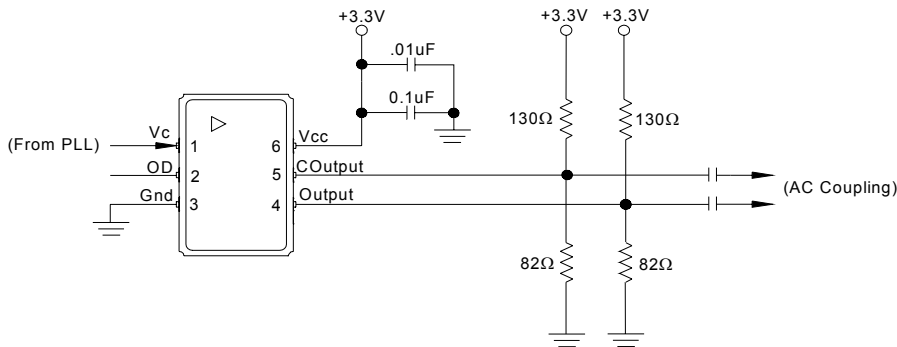 +3.3V
+3.3V
+3.3V
.01uF
0.1uF
130Ω
130Ω
(From PLL)
Vc
1
6
Vcc
OD
2
5
COutput
(AC Coupling)
Gnd
3
4
Output
82Ω
82Ω